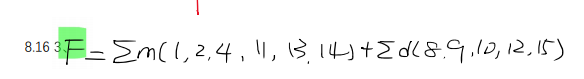 8.16 3. F = Σm(1,2,4, 11, 13, 14) + Σd(8,9,10,12,15)